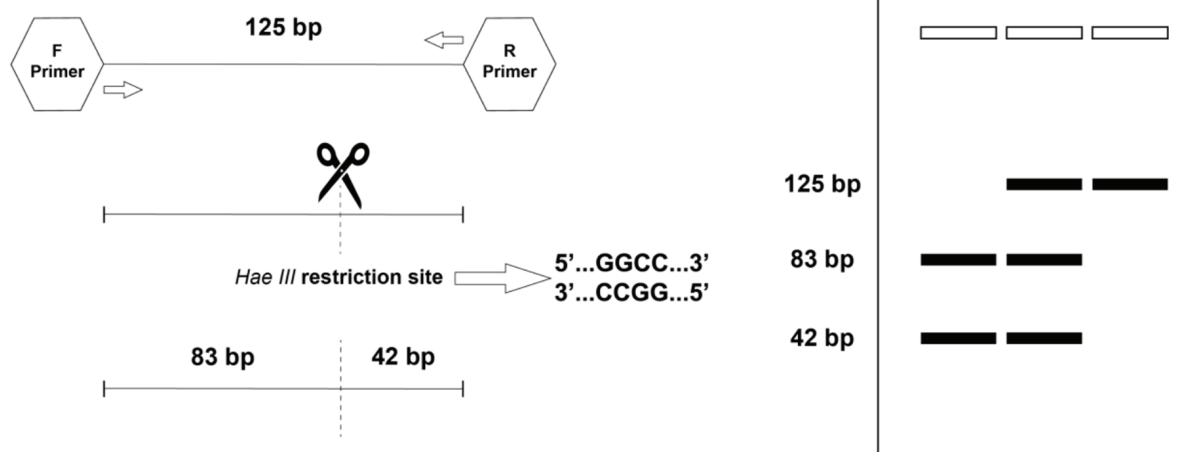 125 bp
F
Primer
R
Primer
Hae III restriction site
5’...GGCC...3’
3’...CCGG...5’
83 bp
42 bp
125 bp
83 bp
42 bp